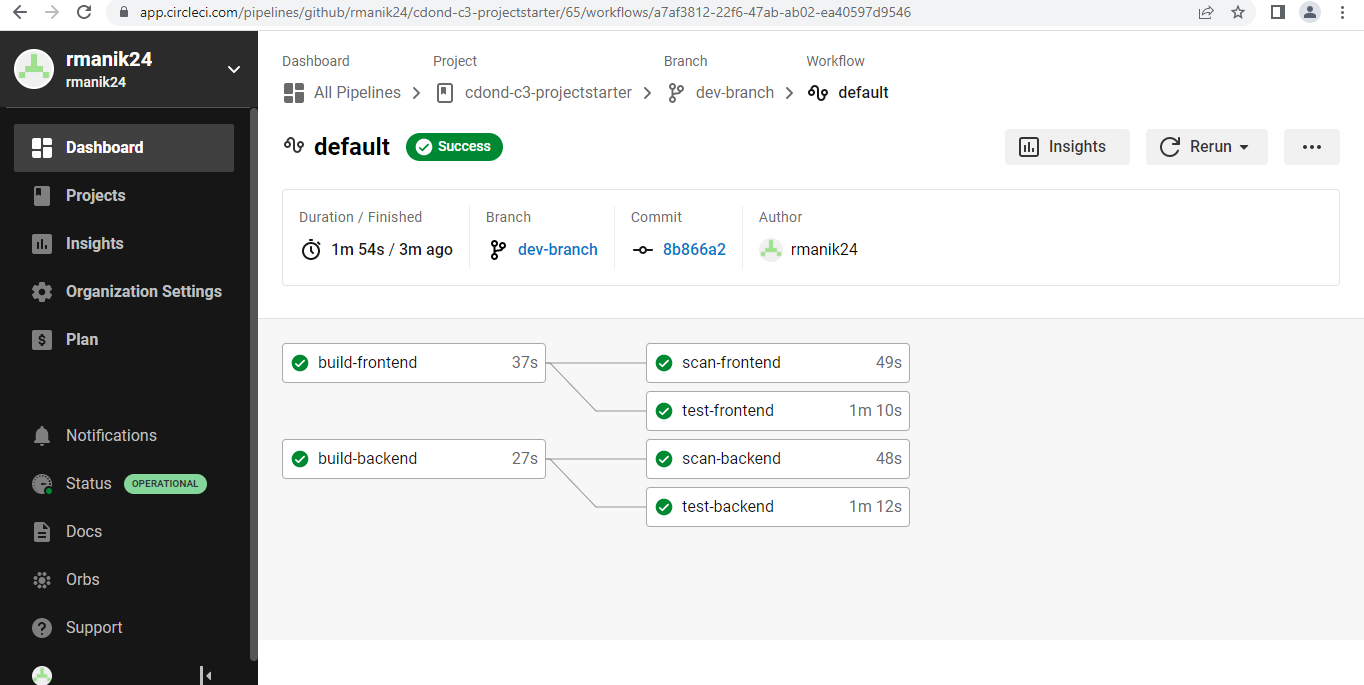 app.circleci.com/pipelines/github/rmanik24/cdond-c3-projectstarter/65/workflows/a7af3812-22f6-47ab-ab02-ea40597d9546
rmanik24
rmanik24
Dashboard
Projects
Insights
Organization Settings
Plan
Notifications
Status OPERATIONAL
Docs
Orbs
Support
Dashboard Project Branch Workflow
All Pipelines cdond-c3-projectstarter dev-branch default
default Success Insights Rerun
Duration / Finished Branch Commit Author
1m 54s / 3m ago dev-branch 8b866a2 rmanik24
build-frontend 37s scan-frontend 49s
test-frontend 1m 10s
build-backend 27s scan-backend 48s
test-backend 1m 12s